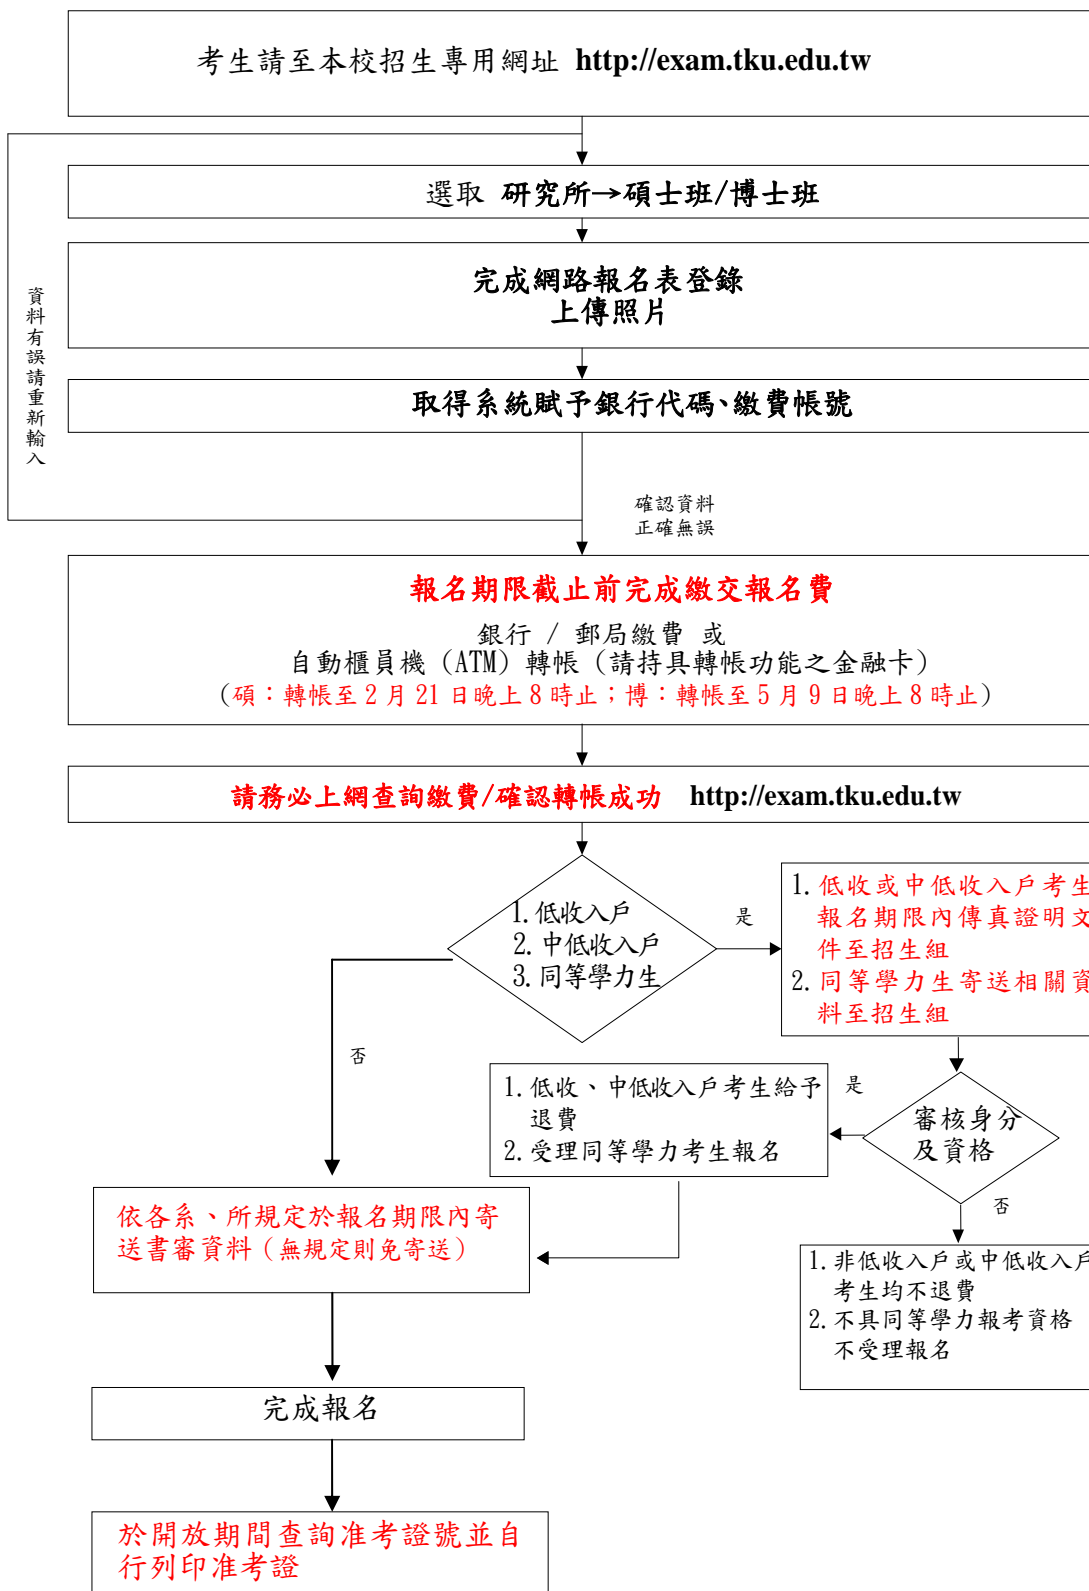 考生請至本校招生專用網址 http://exam.tku.edu.tw
選取 研究所→碩士班/博士班
完成網路報名表登錄
上傳照片
資料有誤請重新輸入
取得系統賦予銀行代碼、繳費帳號
確認資料
正確無誤
報名期限截止前完成繳交報名費
銀行 / 郵局繳費 或
自動櫃員機 (ATM) 轉帳 (請持具轉帳功能之金融卡)
(碩：轉帳至 2 月 21 日晚上 8 時止；博：轉帳至 5 月 9 日晚上 8 時止)
請務必上網查詢繳費/確認轉帳成功 http://exam.tku.edu.tw
1. 低收入戶
2. 中低收入戶
3. 同等學力生
是
1. 低收或中低收入戶考生
報名期限內傳真證明文
件至招生組
2. 同等學力生寄送相關資
料至招生組
否
1. 低收、中低收入戶考生給予
退費
2. 受理同等學力考生報名
是
審核身分
及資格
否
依各系、所規定於報名期限內寄
送書審資料（無規定則免寄送）
1. 非低收入戶或中低收入戶
考生均不退費
2. 不具同等學力報考資格
不受理報名
完成報名
於開放期間查詢准考證號並自
行列印准考證